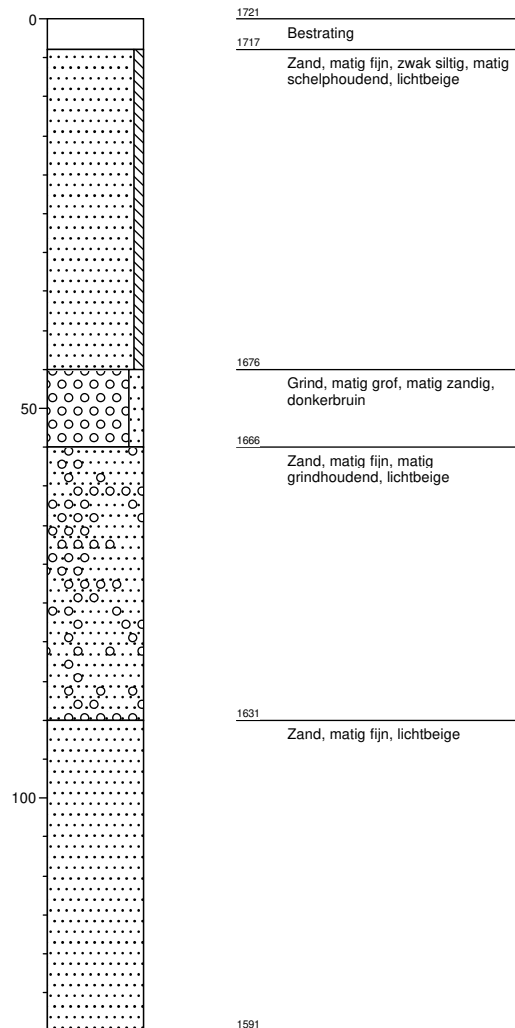 0
1721
Bestrating
1717
Zand, matig fijn, zwak siltig, matig
schelphoudend, lichtbeige
1676
Grind, matig grof, matig zandig,
donkerbruin
50
1666
Zand, matig fijn, matig
grindhoudend, lichtbeige
1631
Zand, matig fijn, lichtbeige
100
1591